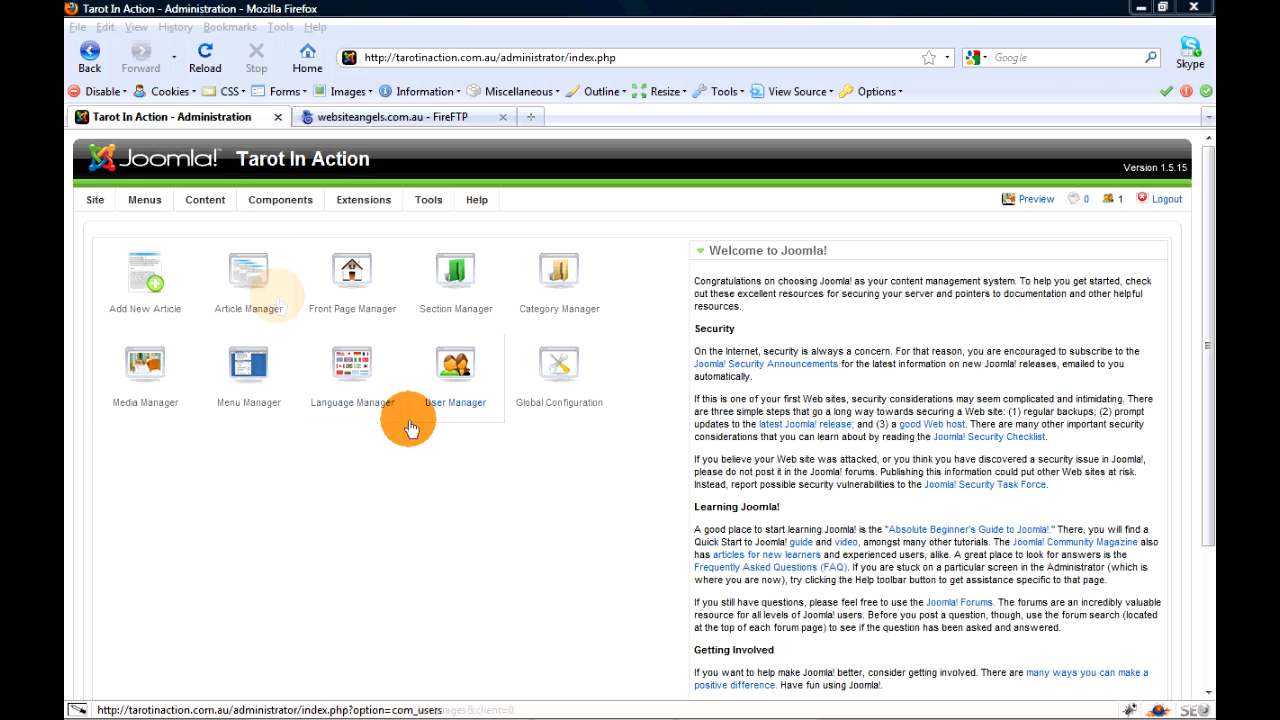 Tarot In Action - Administration - Mozilla Firefox
File Edit View History Bookmarks Tools Help
Back Forward Reload Stop Home http://tarotinaction.com.au/administrator/index.php Google Skype
Disable Cookies CSS Forms Images Information Miscellaneous Outline Resize Tools View Source Options
Tarot In Action - Administration websiteangels.com.au - FireFTP
Joomla! Tarot In Action
Version 1.5.15
Site Menus Content Components Extensions Tools Help Preview 0 1 Logout
Add New Article Article Manager Front Page Manager Section Manager Category Manager
Media Manager Menu Manager Language Manager User Manager Global Configuration
Welcome to Joomla!
Congratulations on choosing Joomla! as your content management system. To help you get started, check
out these excellent resources for securing your server and pointers to documentation and other helpful
resources.
Security
On the Internet, security is always a concern. For that reason, you are encouraged to subscribe to the
Joomla! Security Announcements for the latest information on new Joomla! releases, emailed to you
automatically.
If this is one of your first Web sites, security considerations may seem complicated and intimidating. There
are three simple steps that go a long way towards securing a Web site: (1) regular backups; (2) prompt
updates to the latest Joomla! release; and (3) a good Web host. There are many other important security
considerations that you can learn about by reading the Joomla! Security Checklist.
If you believe your Web site was attacked, or you think you have discovered a security issue in Joomla!,
please do not post it in the Joomla! forums. Publishing this information could put other Web sites at risk.
Instead, report possible security vulnerabilities to the Joomla! Security Task Force.
Learning Joomla!
A good place to start learning Joomla! is the "Absolute Beginner's Guide to Joomla!." There, you will find a
Quick Start to Joomla! guide and video, amongst many other tutorials. The Joomla! Community Magazine also
has articles for new learners and experienced users, alike. A great place to look for answers is the
Frequently Asked Questions (FAQ). If you are stuck on a particular screen in the Administrator (which is
where you are now), try clicking the Help toolbar button to get assistance specific to that page.
If you still have questions, please feel free to use the Joomla! Forums. The forums are an incredibly valuable
resource for all levels of Joomla! users. Before you post a question, though, use the forum search (located
at the top of each forum page) to see if the question has been asked and answered.
Getting Involved
If you want to help make Joomla! better, consider getting involved. There are many ways you can make a
positive difference. Have fun using Joomla!.
http://tarotinaction.com.au/administrator/index.php?option=com_users SEO